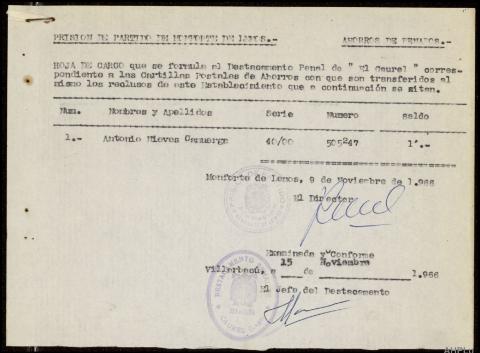 PRISION DE PARTIDO DE MONFORTE DE LEMOS.-   AHORROS DE PENADOS.-
HOJA DE CARGO que se formula al Destacamento Penal de " El Caurel " corres-
pondiente a las Cartillas Postales de Ahorros con que son transferidos al
mismo los reclusos de este Establecimiento que a continuación se sitan.
Num.   Nombres y Apellidos   Serie   Numero   saldo
1.-   Antonio Nieves   40/00   505247   1'.-
Monforte de Lemos, 9 de Noviembre de 1.966
El Director
Examinada y Conforme
Villarbacú, a 15 de Noviembre 1.966
El Jefe del Destacamento
DESTACAMENTO
CAUREL